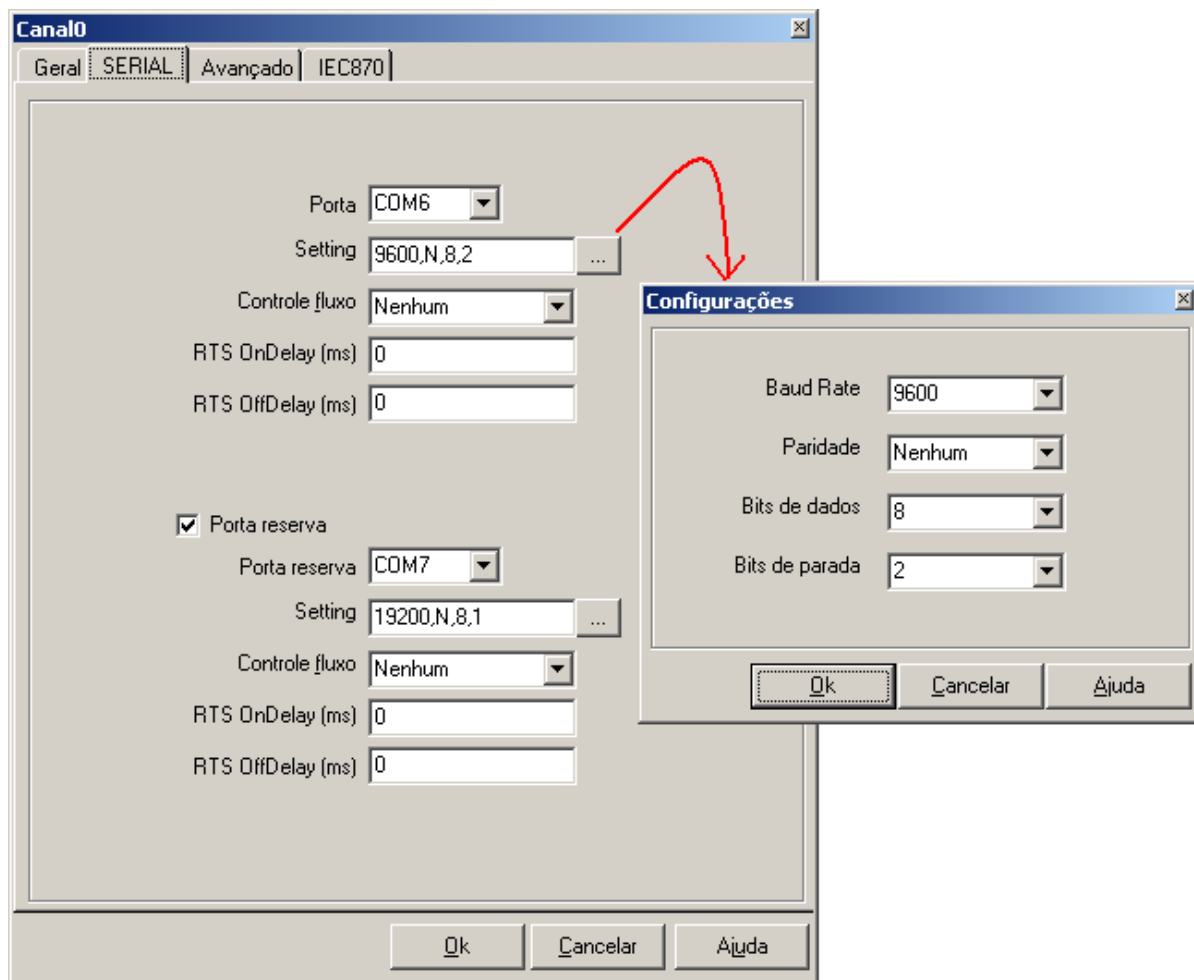 Canal0
Geral SERIAL Avançado IEC870
Porta COM6
Setting 9600,N,8,2 ...
Controle fluxo Nenhum
RTS OnDelay (ms) 0
RTS OffDelay (ms) 0
Porta reserva
Porta reserva COM7
Setting 19200,N,8,1 ...
Controle fluxo Nenhum
RTS OnDelay (ms) 0
RTS OffDelay (ms) 0
Ok Cancelar Ajuda
Configurações
Baud Rate 9600
Paridade Nenhum
Bits de dados 8
Bits de parada 2
Ok Cancelar Ajuda